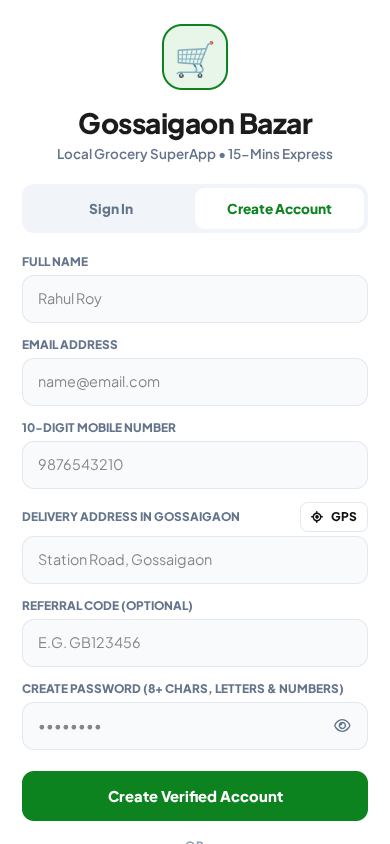 Gossaigaon Bazar
Local Grocery SuperApp • 15-Mins Express
Sign In
Create Account
FULL NAME
Rahul Roy
EMAIL ADDRESS
name@email.com
10-DIGIT MOBILE NUMBER
9876543210
DELIVERY ADDRESS IN GOSSAIGAON
GPS
Station Road, Gossaigaon
REFERRAL CODE (OPTIONAL)
E.G. GB123456
CREATE PASSWORD (8+ CHARS, LETTERS & NUMBERS)
••••••••
Create Verified Account